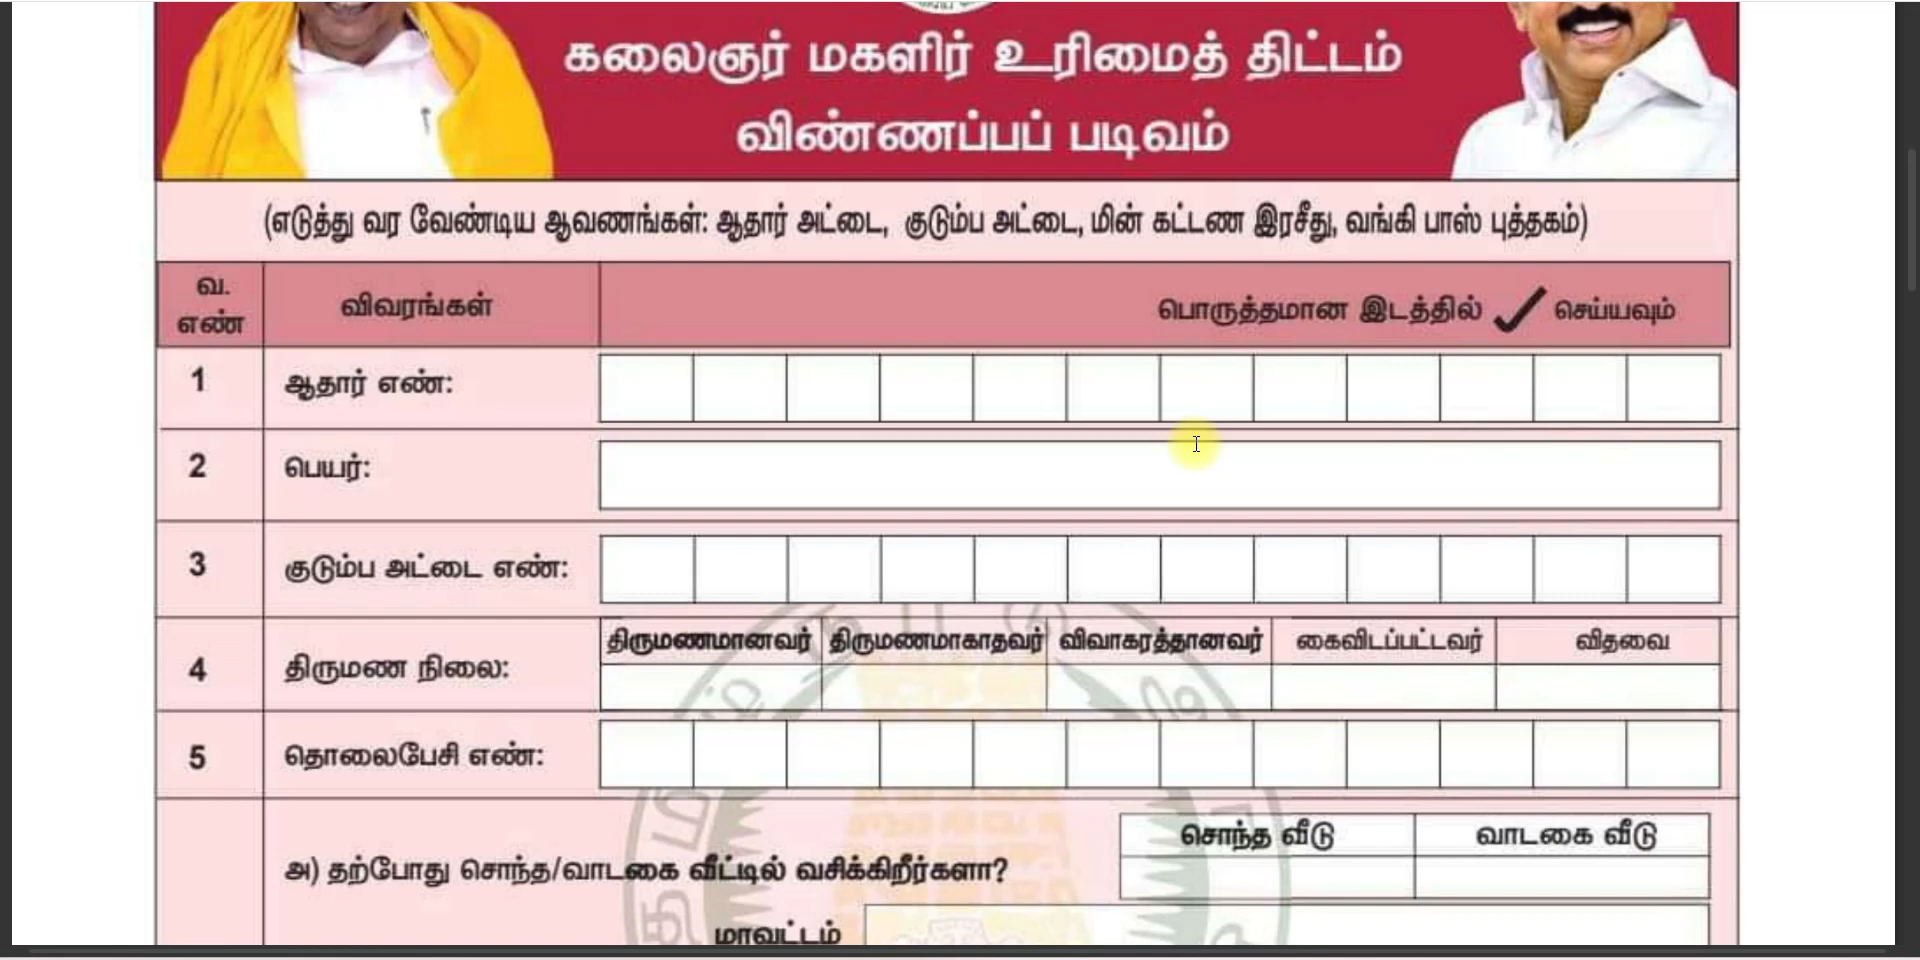 கலைஞர் மகளிர் உரிமைத் திட்டம்
விண்ணப்பப் படிவம்
(எடுத்து வர வேண்டிய ஆவணங்கள்: ஆதார் அட்டை, குடும்ப அட்டை, மின் கட்டண இரசீது, வங்கி பாஸ் புத்தகம்)
வ. எண்
விவரங்கள்
பொருத்தமான இடத்தில் ✓ செய்யவும்
1 ஆதார் எண்:
2 பெயர்:
3 குடும்ப அட்டை எண்:
4 திருமண நிலை:
திருமணமானவர் திருமணமாகாதவர் விவாகரத்தானவர் கைவிடப்பட்டவர் விதவை
5 தொலைபேசி எண்:
அ) தற்போது சொந்த/வாடகை வீட்டில் வசிக்கிறீர்களா?
சொந்த வீடு வாடகை வீடு
மாவட்டம்